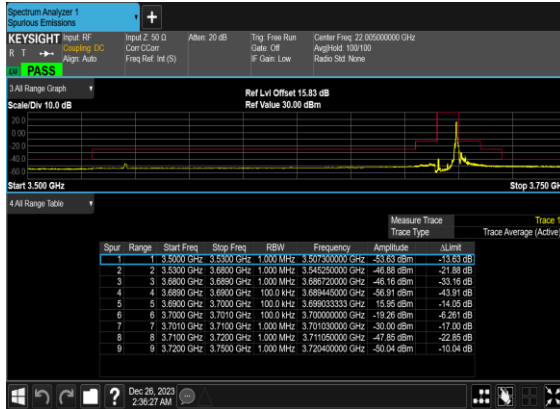 Spectrum Analyzer 1
Spurious Emissions
KEYSIGHT Input: RF Input Z: 50 Ω Atten: 20 dB Trig: Free Run Center Freq: 22.005000000 GHz
R T Coupling: DC Corr CCorr Gate: Off Avg|Hold: 100/100
Align: Auto Freq Ref: Int (S) IF Gain: Low Radio Std: None
PASS
3 All Range Graph Ref Lvl Offset 15.83 dB
Scale/Div 10.0 dB Ref Value 30.00 dBm
20.0
0.00
-20.0
-40.0
-60.0
Start 3.500 GHz Stop 3.750 GH
4 All Range Table
Measure Trace Trace 1
Trace Type Trace Average (Active)
Spur Range Start Freq Stop Freq RBW Frequency Amplitude ΔLimit
1 1 3.5000 GHz 3.5300 GHz 1.000 MHz 3.507300000 GHz -53.63 dBm -13.63 dB
2 2 3.5300 GHz 3.6800 GHz 1.000 MHz 3.545250000 GHz -46.88 dBm -21.88 dB
3 3 3.6800 GHz 3.6890 GHz 1.000 MHz 3.686720000 GHz -46.16 dBm -33.16 dB
4 4 3.6890 GHz 3.6900 GHz 100.0 kHz 3.689445000 GHz -56.91 dBm -43.91 dB
5 5 3.6900 GHz 3.7000 GHz 100.0 kHz 3.699033333 GHz 15.95 dBm -14.05 dB
6 6 3.7000 GHz 3.7010 GHz 100.0 kHz 3.700000000 GHz -19.26 dBm -6.261 dB
7 7 3.7010 GHz 3.7100 GHz 1.000 MHz 3.701030000 GHz -30.00 dBm -17.00 dB
8 8 3.7100 GHz 3.7200 GHz 1.000 MHz 3.711050000 GHz -47.85 dBm -22.85 dB
9 9 3.7200 GHz 3.7500 GHz 1.000 MHz 3.720400000 GHz -50.04 dBm -10.04 dB
? Dec 26, 2023
2:36:27 AM